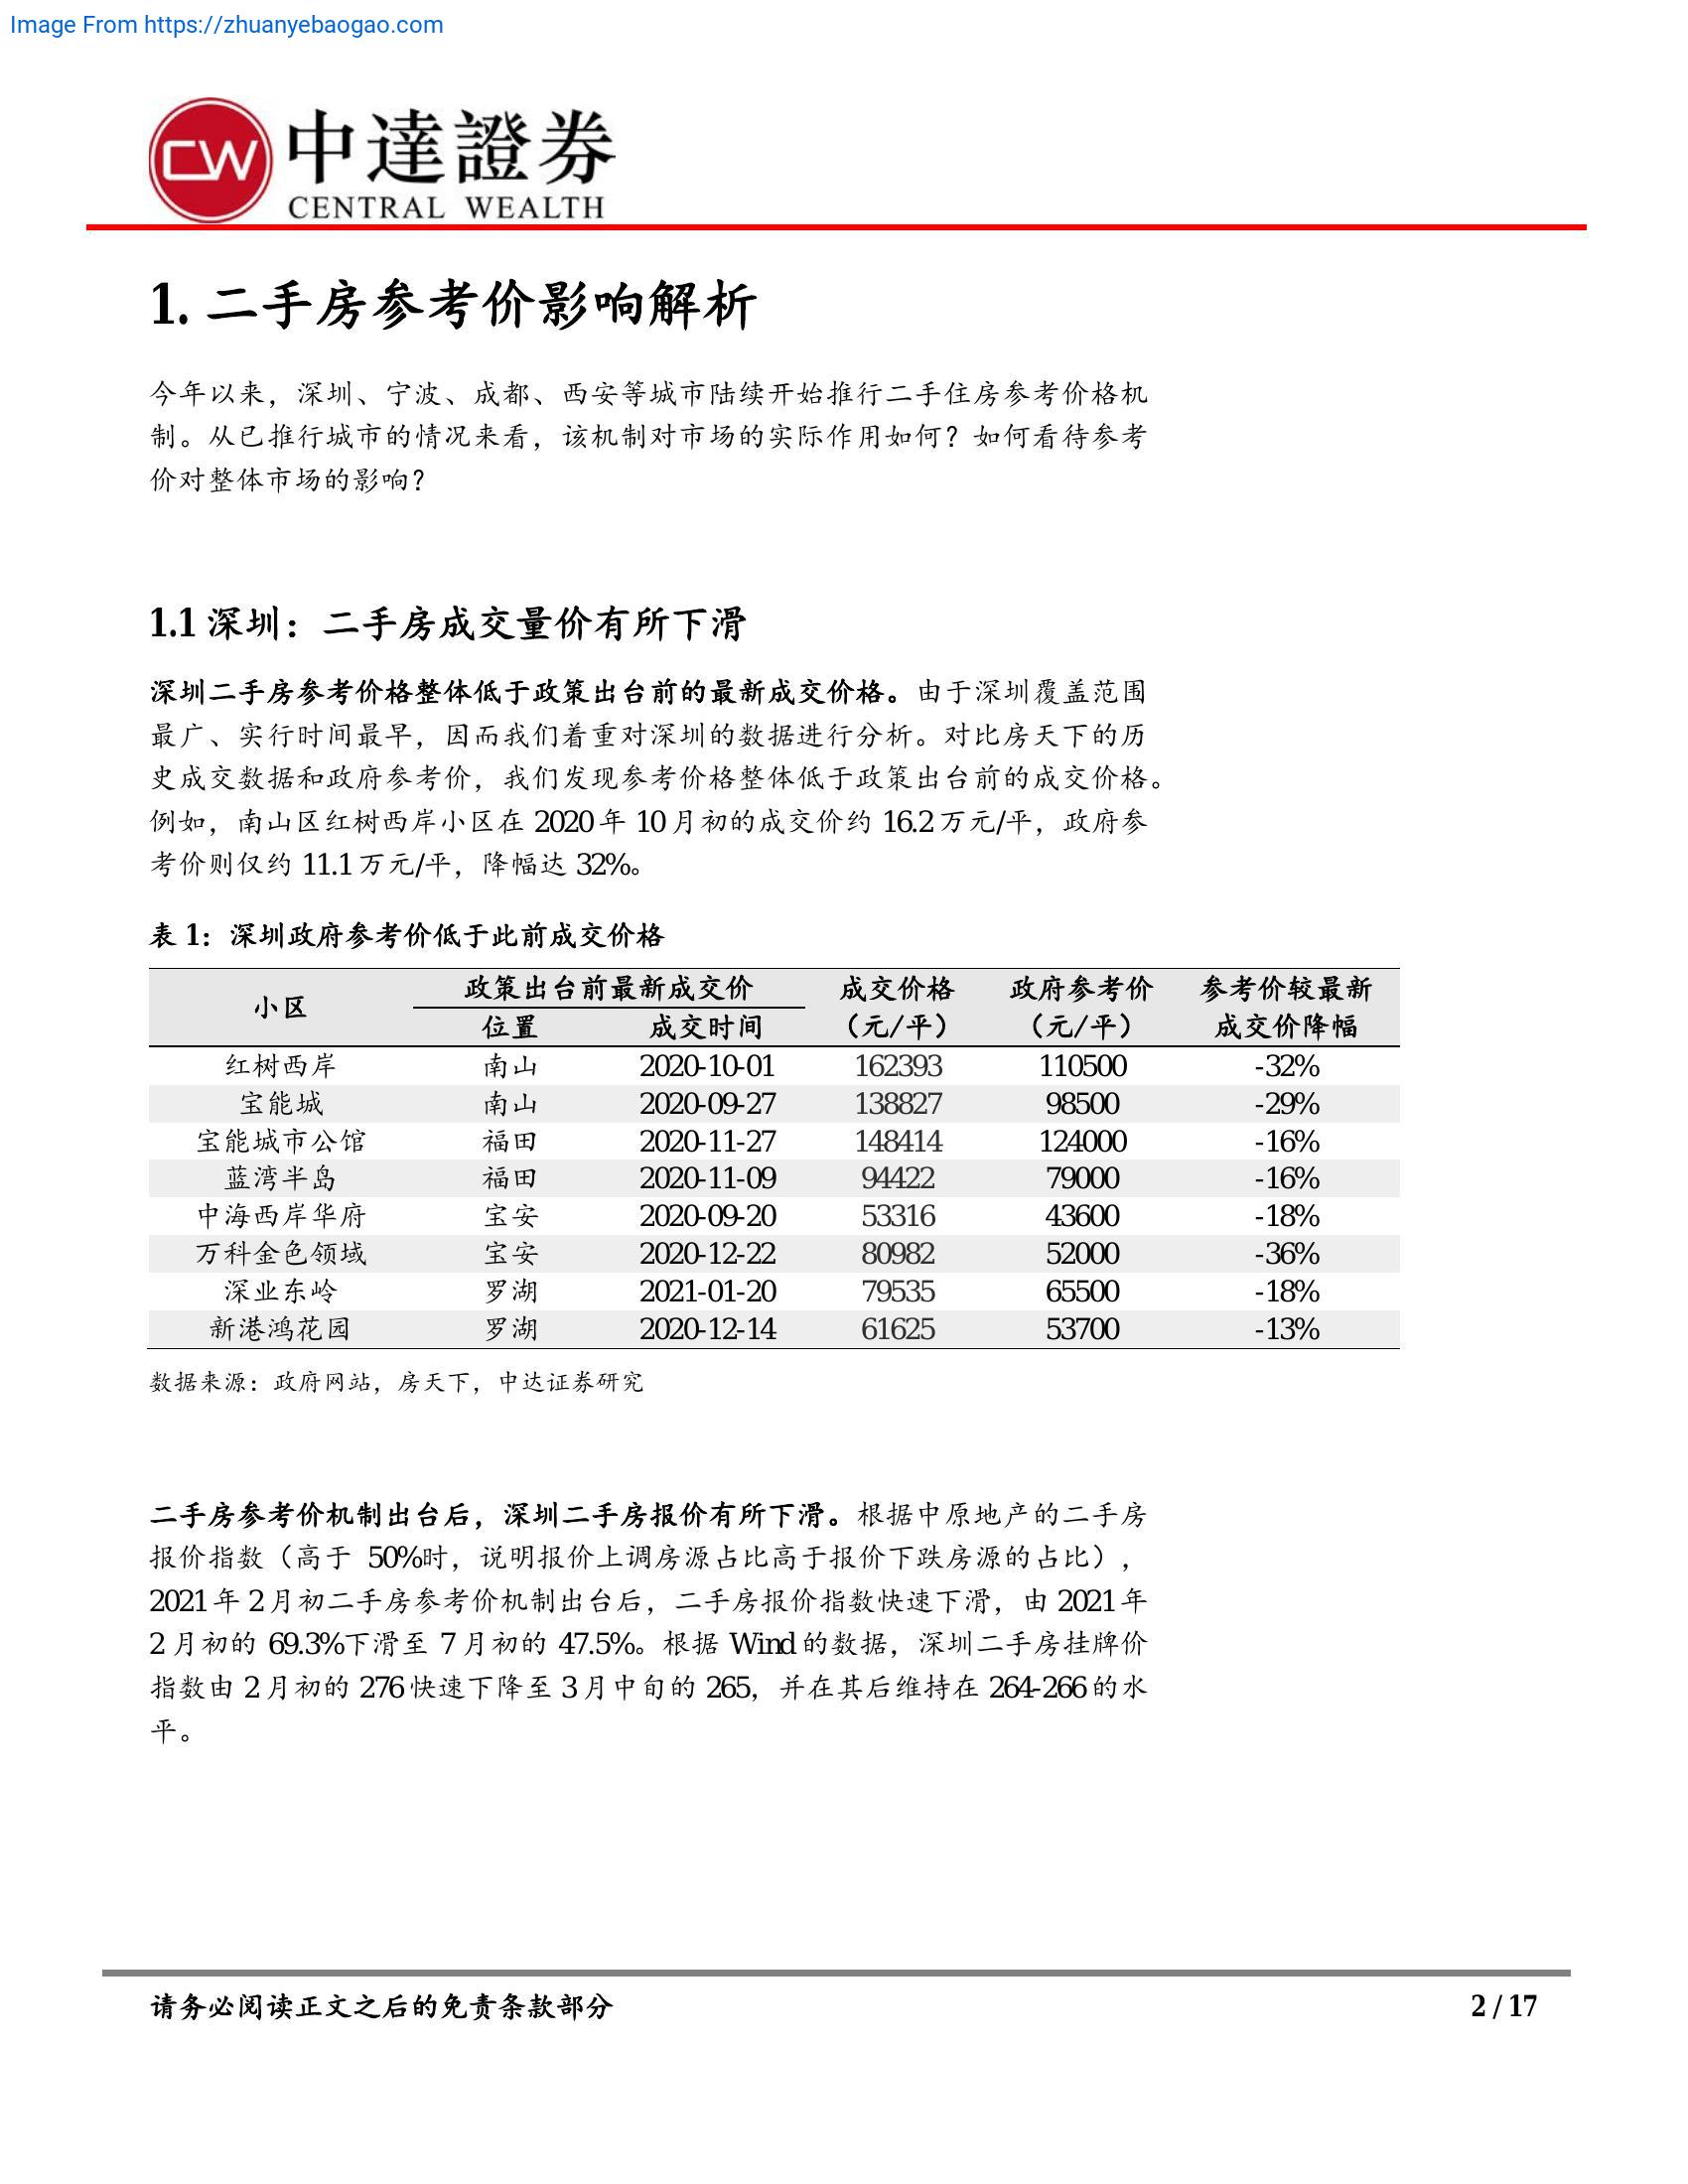 Image From https://zhuanyebaogao.com
CW
中達證券
CENTRAL WEALTH
1. 二手房参考价影响解析
今年以来，深圳、宁波、成都、西安等城市陆续开始推行二手住房参考价格机
制。从已推行城市的情况来看，该机制对市场的实际作用如何？如何看待参考
价对整体市场的影响？
1.1 深圳：二手房成交量价有所下滑
深圳二手房参考价格整体低于政策出台前的最新成交价格。由于深圳覆盖范围
最广、实行时间最早，因而我们着重对深圳的数据进行分析。对比房天下的历
史成交数据和政府参考价，我们发现参考价格整体低于政策出台前的成交价格。
例如，南山区红树西岸小区在 2020 年 10 月初的成交价约 16.2 万元/平，政府参
考价则仅约 11.1 万元/平，降幅达 32%。
表 1：深圳政府参考价低于此前成交价格
小区 政策出台前最新成交价 成交价格 政府参考价 参考价较最新
位置 成交时间 （元/平） （元/平） 成交价降幅
红树西岸 南山 2020-10-01 162393 110500 -32%
宝能城 南山 2020-09-27 138827 98500 -29%
宝能城市公馆 福田 2020-11-27 148414 124000 -16%
蓝湾半岛 福田 2020-11-09 94422 79000 -16%
中海西岸华府 宝安 2020-09-20 53316 43600 -18%
万科金色领域 宝安 2020-12-22 80982 52000 -36%
深业东岭 罗湖 2021-01-20 79535 65500 -18%
新港鸿花园 罗湖 2020-12-14 61625 53700 -13%
数据来源：政府网站，房天下，中达证券研究
二手房参考价机制出台后，深圳二手房报价有所下滑。根据中原地产的二手房
报价指数（高于 50%时，说明报价上调房源占比高于报价下跌房源的占比），
2021 年 2 月初二手房参考价机制出台后，二手房报价指数快速下滑，由 2021 年
2 月初的 69.3%下滑至 7 月初的 47.5%。根据 Wind 的数据，深圳二手房挂牌价
指数由 2 月初的 276 快速下降至 3 月中旬的 265，并在其后维持在 264-266 的水
平。
请务必阅读正文之后的免责条款部分 2 / 17